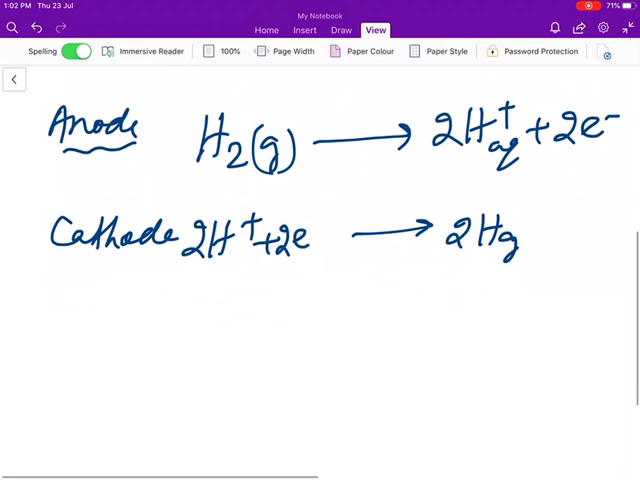 1:02 PM Thu 23 Jul
My Notebook
71%
Home Insert Draw View
Spelling Immersive Reader 100% Page Width Paper Colour Paper Style Password Protection
Anode H₂(g) ⟶ 2H⁺aq + 2e⁻
Cathode 2H⁺ + 2e ⟶ 2Hg